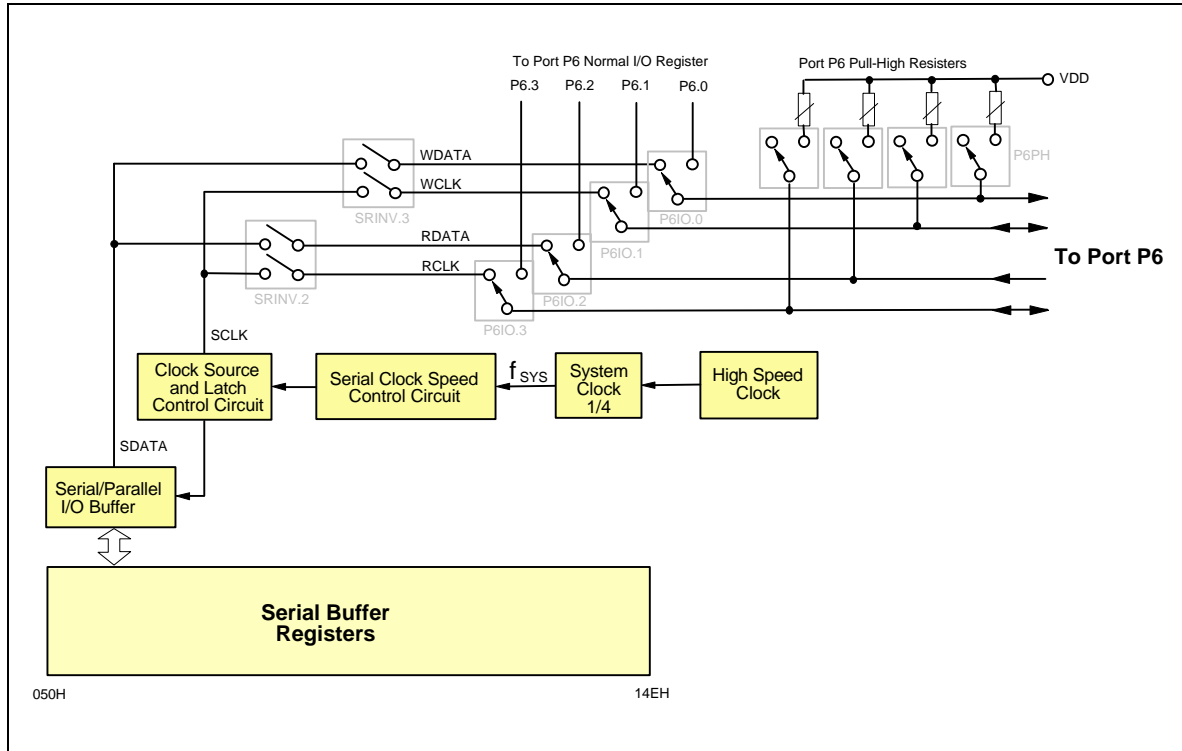 To Port P6 Normal I/O Register
Port P6 Pull-High Resisters
P6.3 P6.2 P6.1 P6.0
VDD
P6PH
WDATA
WCLK
SRINV.3
P6IO.0
RDATA
P6IO.1
RCLK
To Port P6
SRINV.2
P6IO.2
P6IO.3
SCLK
Clock Source
and Latch
Control Circuit
Serial Clock Speed
Control Circuit
f SYS
System
Clock
1/4
High Speed
Clock
SDATA
Serial/Parallel
I/O Buffer
Serial Buffer
Registers
050H
14EH